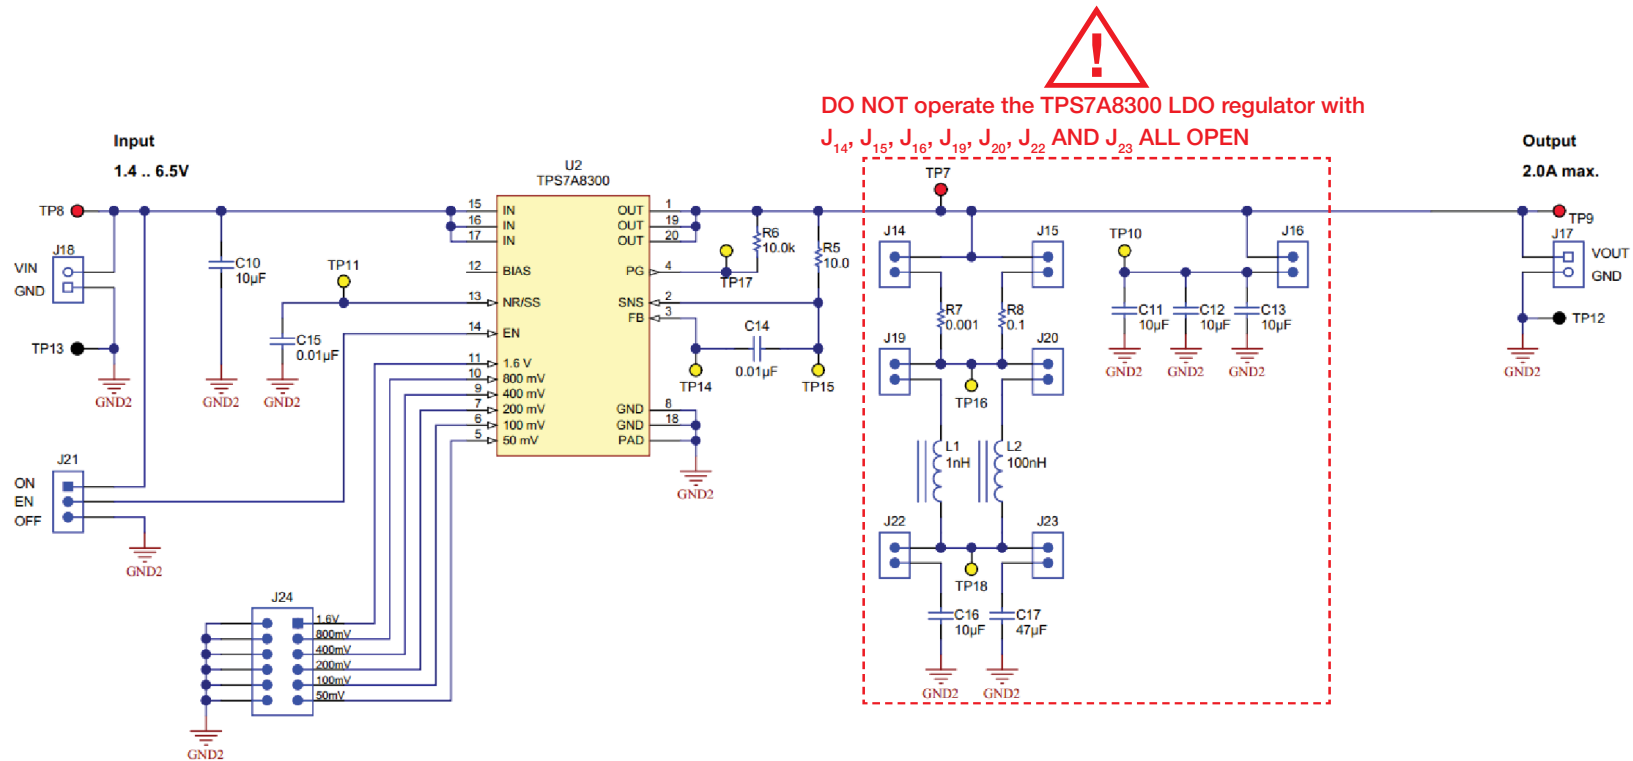 !
DO NOT operate the TPS7A8300 LDO regulator with
J14, J15, J16, J19, J20, J22 AND J23 ALL OPEN
Input
1.4 .. 6.5V
Output
2.0A max.
U2
TPS7A8300
TP8
J18
VIN
GND
TP13
GND2
C10
10µF
GND2
TP11
C15
0.01µF
GND2
15 IN
16 IN
17 IN
12 BIAS
13 NR/SS
14 EN
11 1.6 V
10 800 mV
9 400 mV
7 200 mV
6 100 mV
5 50 mV
OUT 1
OUT 19
OUT 20
PG 4
SNS 2
FB 3
GND 8
GND 18
PAD
GND2
R6
10.0k
R5
10.0
TP17
C14
0.01µF
TP14
TP15
TP7
J14
J15
R7
0.001
R8
0.1
J19
J20
TP16
L1
1nH
L2
100nH
J22
J23
TP18
C16
10µF
C17
47µF
GND2
GND2
TP10
J16
C11
10µF
C12
10µF
C13
10µF
GND2
GND2
GND2
TP9
J17
VOUT
GND
TP12
GND2
J21
ON
EN
OFF
GND2
J24
1.6V
800mV
400mV
200mV
100mV
50mV
GND2